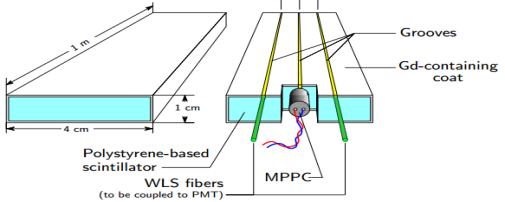 1 m
1 cm
4 cm
Grooves
Gd-containing
coat
Polystyrene-based
scintillator
WLS fibers
(to be coupled to PMT)
MPPC